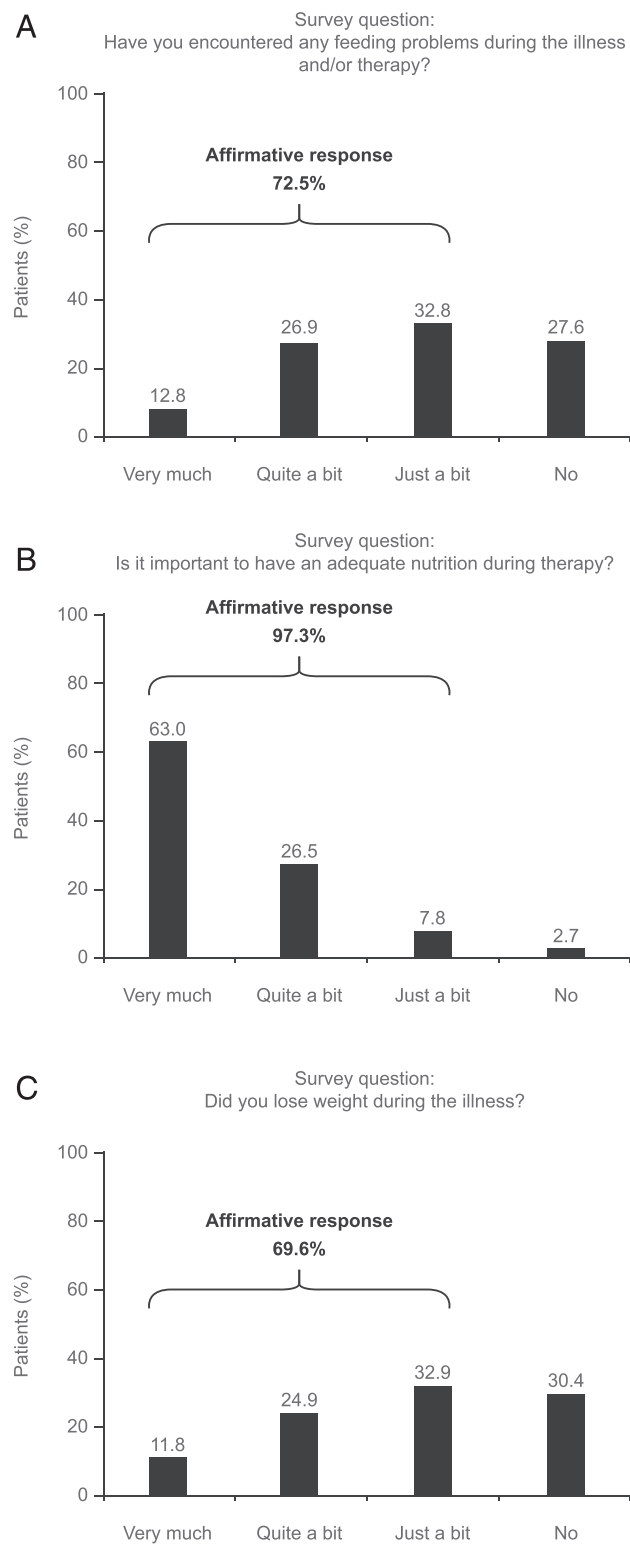 A
Survey question:
Have you encountered any feeding problems during the illness
and/or therapy?
100
80
60
40
20
0
Patients (%)
Affirmative response
72.5%
12.8
26.9
32.8
27.6
Very much
Quite a bit
Just a bit
No
B
Survey question:
Is it important to have an adequate nutrition during therapy?
100
80
60
40
20
0
Patients (%)
Affirmative response
97.3%
63.0
26.5
7.8
2.7
Very much
Quite a bit
Just a bit
No
C
Survey question:
Did you lose weight during the illness?
100
80
60
40
20
0
Patients (%)
Affirmative response
69.6%
11.8
24.9
32.9
30.4
Very much
Quite a bit
Just a bit
No